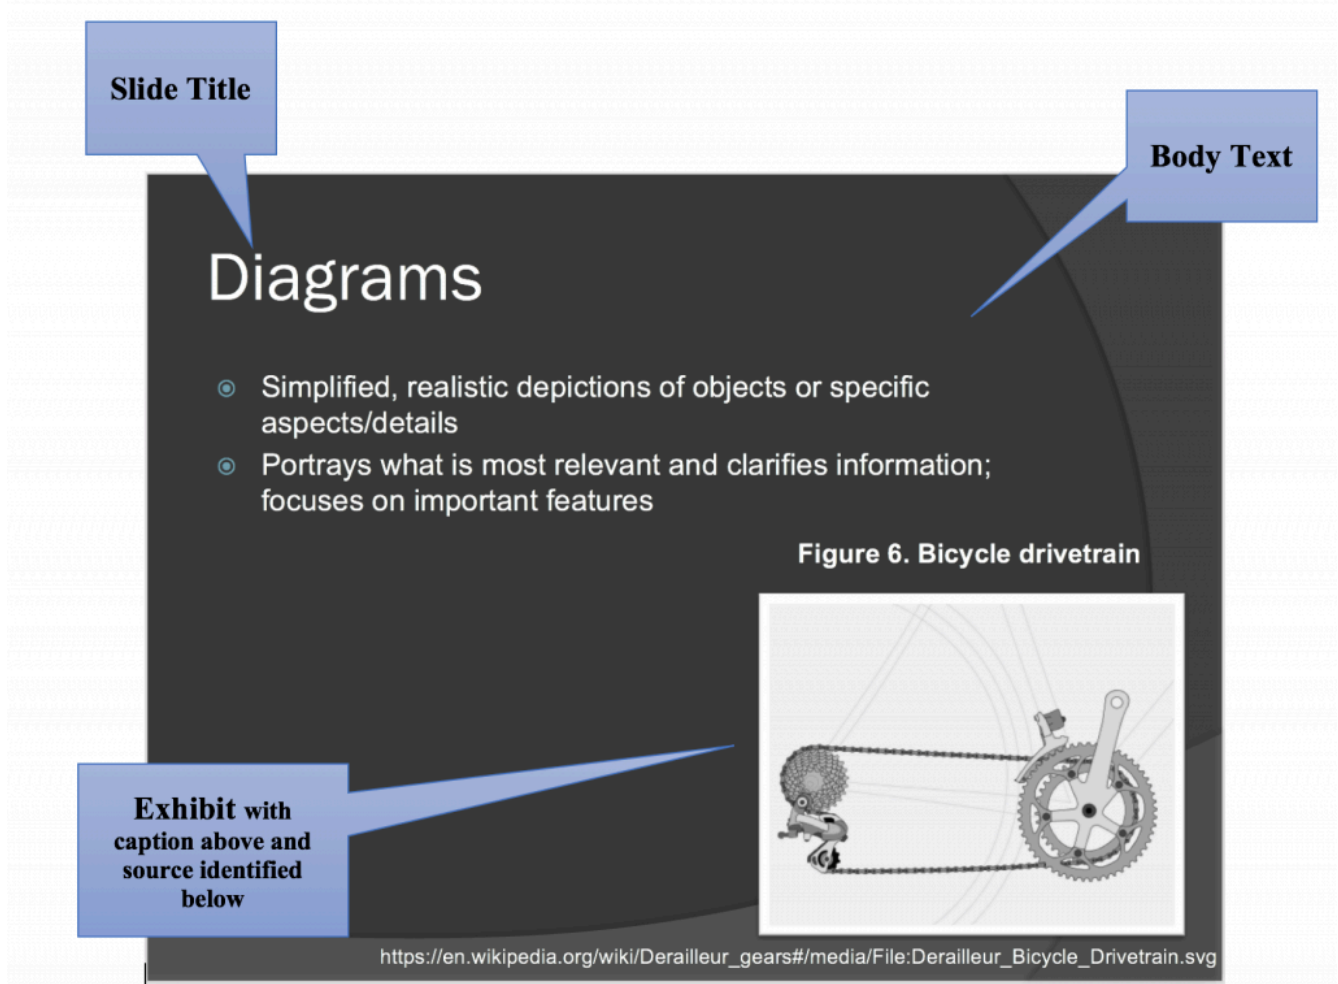 Slide Title
Body Text
Diagrams
Simplified, realistic depictions of objects or specific
aspects/details
Portrays what is most relevant and clarifies information;
focuses on important features
Figure 6. Bicycle drivetrain
Exhibit with
caption above and
source identified
below
https://en.wikipedia.org/wiki/Derailleur_gears#/media/File:Derailleur_Bicycle_Drivetrain.svg